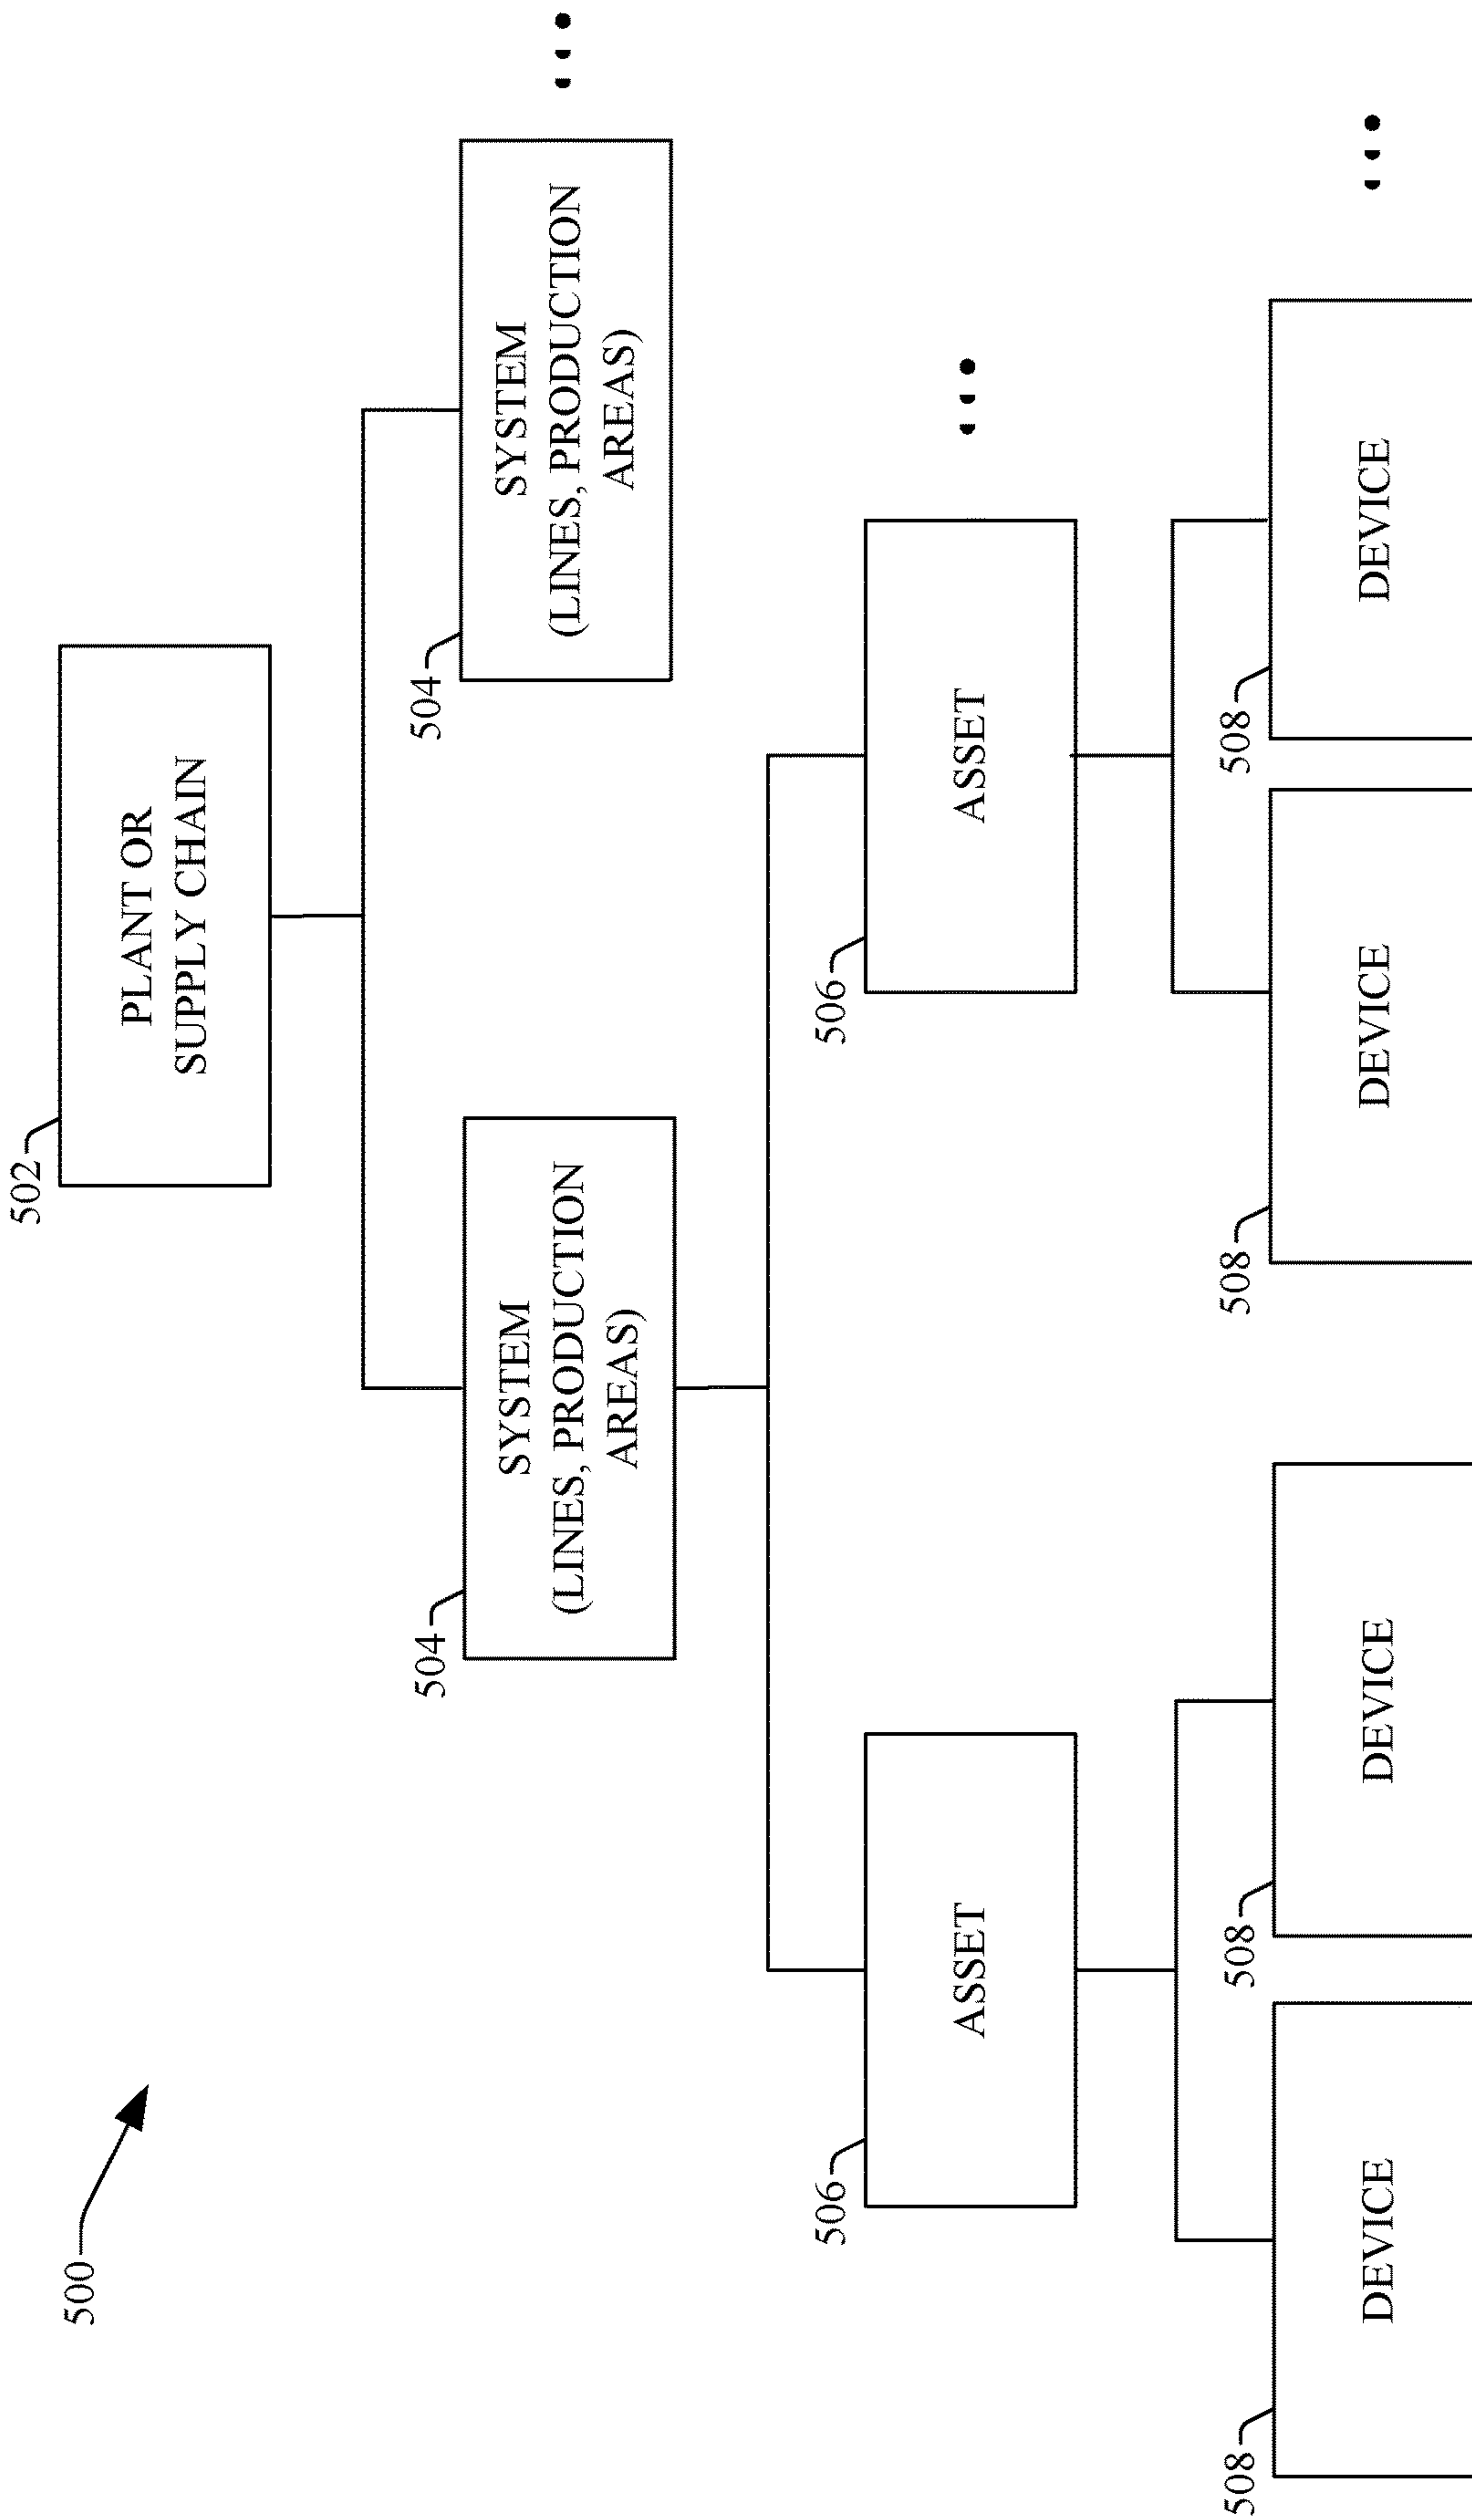 500
502
PLANT OR
SUPPLY CHAIN
504
SYSTEM
(LINES, PRODUCTION
AREAS)
504
SYSTEM
(LINES, PRODUCTION
AREAS)
506
ASSET
506
ASSET
508
DEVICE
508
DEVICE
508
DEVICE
508
DEVICE